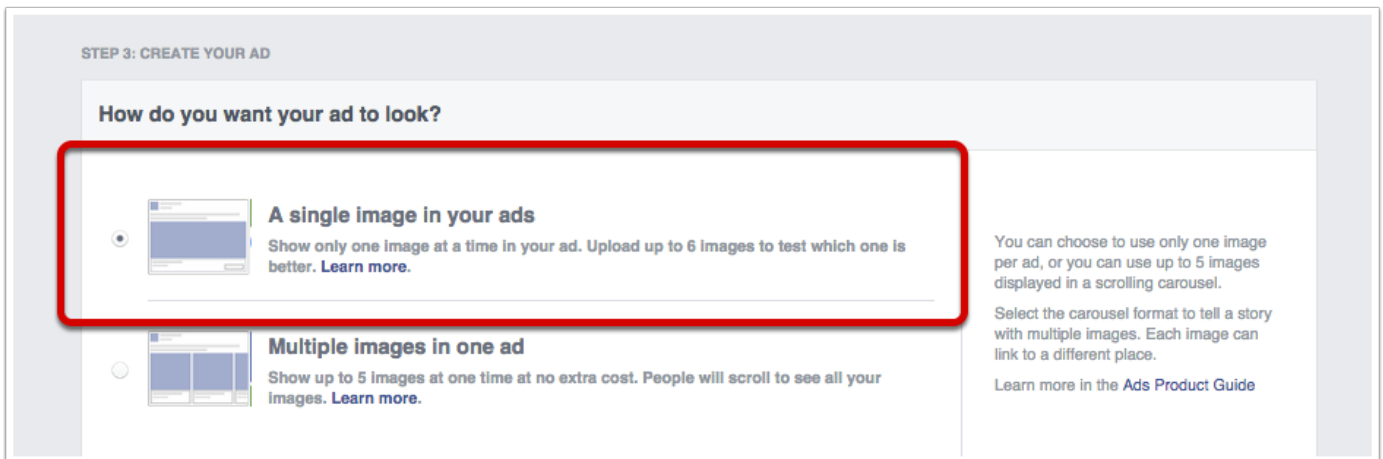 STEP 3: CREATE YOUR AD
How do you want your ad to look?
A single image in your ads
Show only one image at a time in your ad. Upload up to 6 images to test which one is
better. Learn more.
Multiple images in one ad
Show up to 5 images at one time at no extra cost. People will scroll to see all your
images. Learn more.
You can choose to use only one image
per ad, or you can use up to 5 images
displayed in a scrolling carousel.
Select the carousel format to tell a story
with multiple images. Each image can
link to a different place.
Learn more in the Ads Product Guide